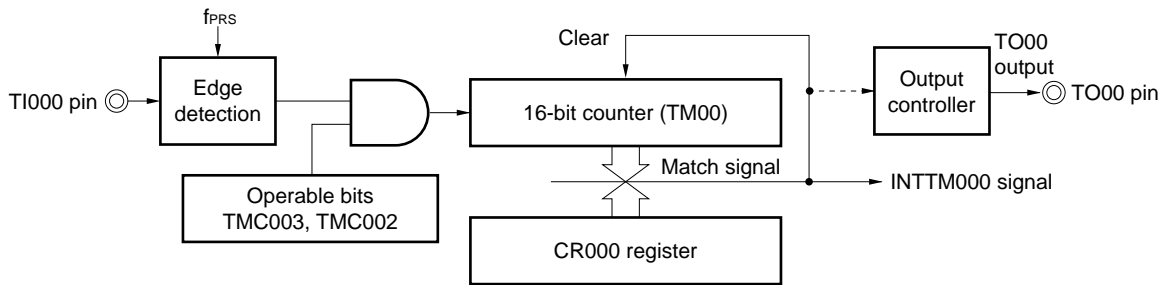 fPRS
Clear
TO00
output
TI000 pin
Edge
detection
16-bit counter (TM00)
Output
controller
TO00 pin
Match signal
INTTM000 signal
Operable bits
TMC003, TMC002
CR000 register